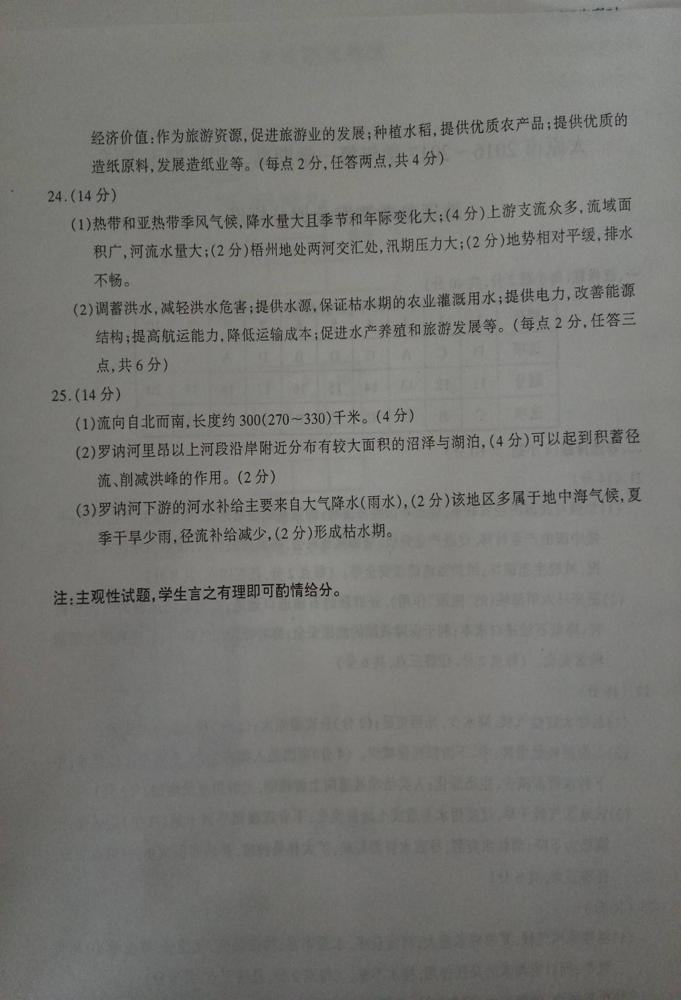 经济价值:作为旅游资源,促进旅游业的发展;种植水稻,提供优质农产品;提供优质的
造纸原料,发展造纸业等。(每点2分,任答两点,共4分)
24.(14分)
(1)热带和亚热带季风气候,降水量大且季节和年际变化大;(4分)上游支流众多,流域面
积广,河流水量大;(2分)梧州地处两河交汇处,汛期压力大;(2分)地势相对平缓,排水
不畅。
(2)调蓄洪水,减轻洪水危害;提供水源,保证枯水期的农业灌溉用水;提供电力,改善能源
结构;提高航运能力,降低运输成本;促进水产养殖和旅游发展等。(每点2分,任答三
点,共6分)
25.(14分)
(1)流向自北而南,长度约300(270~330)千米。(4分)
(2)罗讷河里昂以上河段沿岸附近分布有较大面积的沼泽与湖泊,(4分)可以起到积蓄径
流、削减洪峰的作用。(2分)
(3)罗讷河下游的河水补给主要来自大气降水(雨水),(2分)该地区多属于地中海气候,夏
季干旱少雨,径流补给减少,(2分)形成枯水期。
注:主观性试题,学生言之有理即可酌情给分。